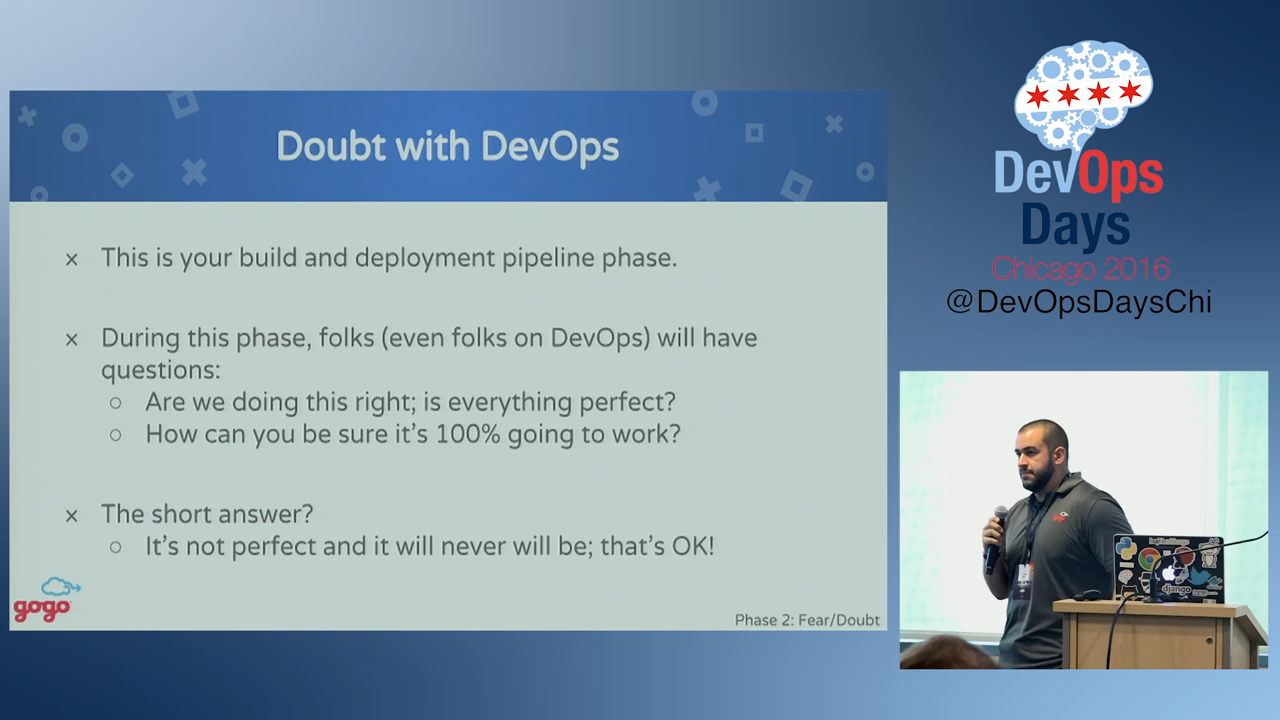 Doubt with DevOps
x This is your build and deployment pipeline phase.
x During this phase, folks (even folks on DevOps) will have
questions:
○ Are we doing this right; is everything perfect?
○ How can you be sure it's 100% going to work?
x The short answer?
○ It's not perfect and it will never will be; that's OK!
gogo
Phase 2: Fear/Doubt
DevOps
Days
Chicago 2016
@DevOpsDaysChi
gogo
django